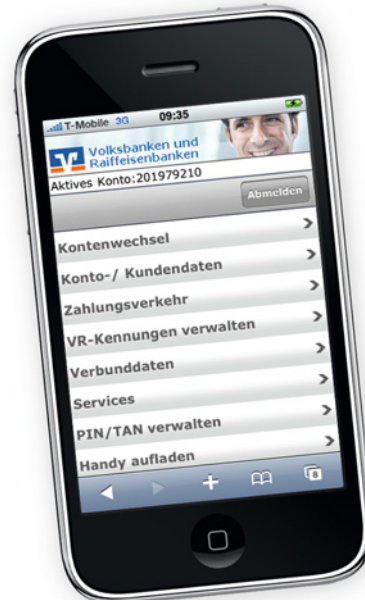 T-Mobile 3G 09:35
Volksbanken und
Raiffeisenbanken
Aktives Konto:201979210
Abmelden
Kontenwechsel
Konto-/ Kundendaten
Zahlungsverkehr
VR-Kennungen verwalten
Verbunddaten
Services
PIN/TAN verwalten
Handy aufladen
8